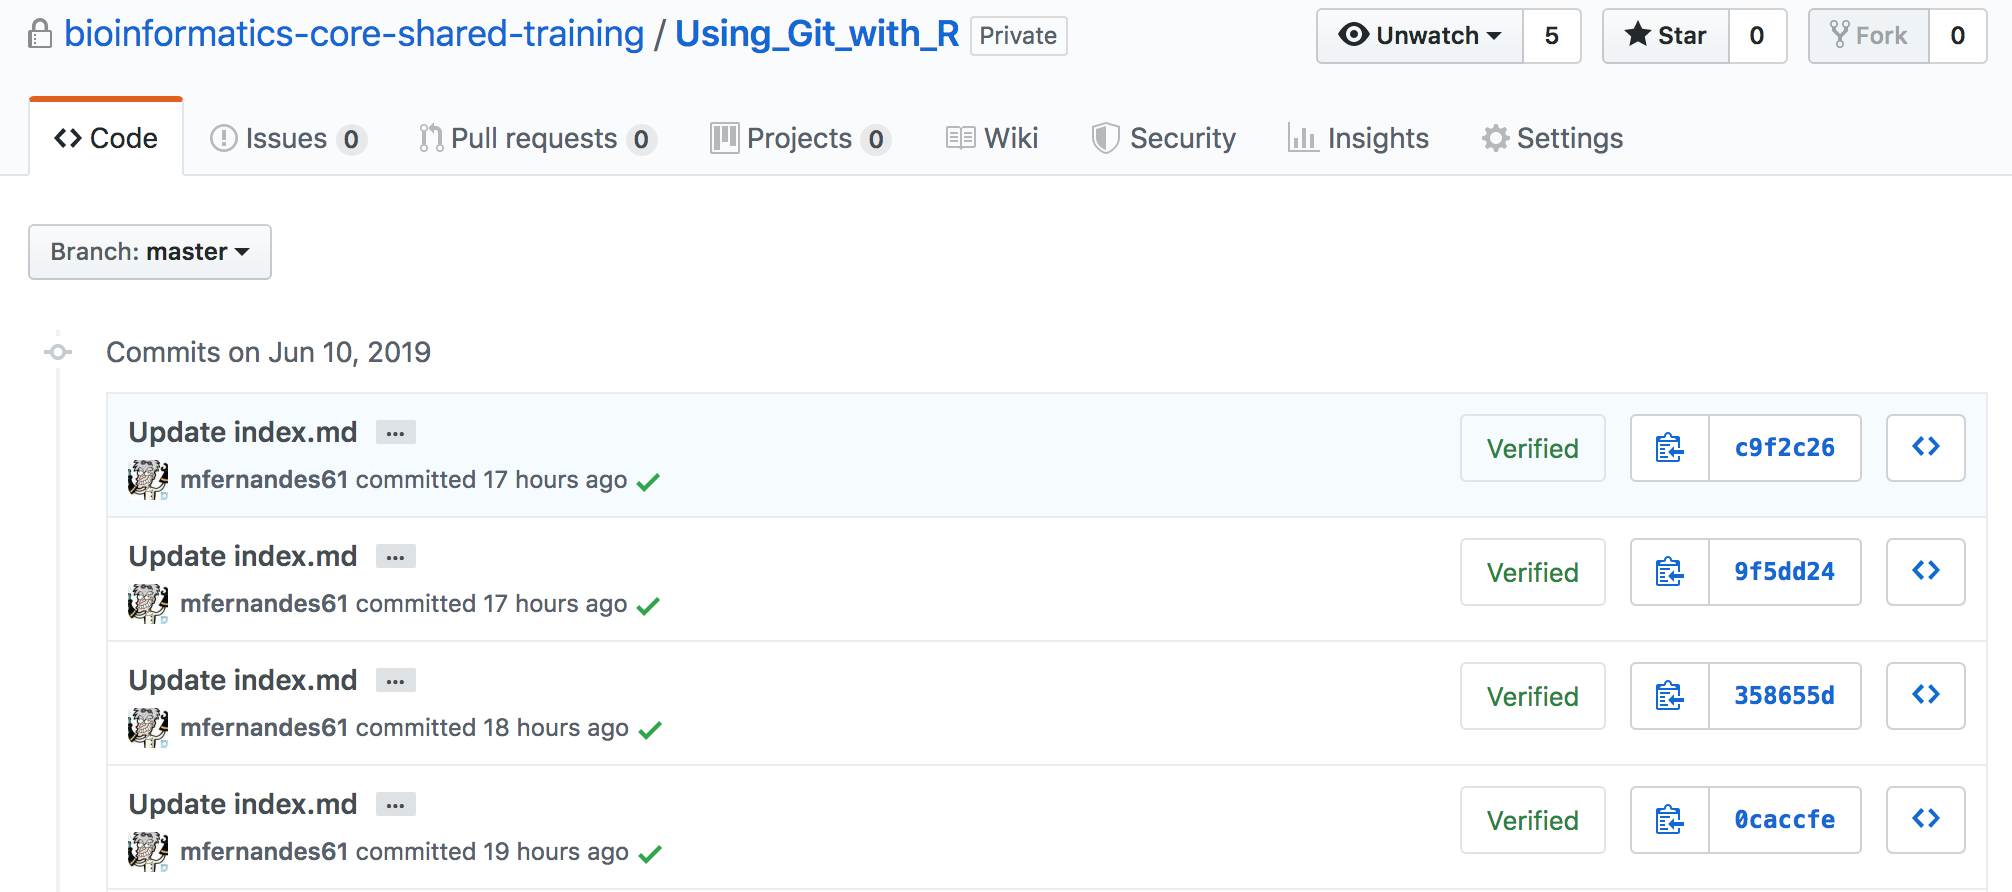 bioinformatics-core-shared-training / Using_Git_with_R Private Unwatch 5 Star 0 Fork 0
Code Issues 0 Pull requests 0 Projects 0 Wiki Security Insights Settings
Branch: master
Commits on Jun 10, 2019
Update index.md ...
Verified c9f2c26
mfernandes61 committed 17 hours ago
Update index.md ...
Verified 9f5dd24
mfernandes61 committed 17 hours ago
Update index.md ...
Verified 358655d
mfernandes61 committed 18 hours ago
Update index.md ...
Verified 0caccfe
mfernandes61 committed 19 hours ago